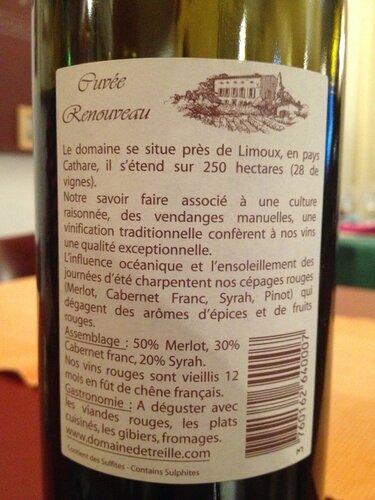 Cuvée
Renouveau
Le domaine se situe près de Limoux, en pays
Cathare, il s'étend sur 250 hectares (28 de
vignes).
Notre savoir faire associé à une culture
raisonnée, des vendanges manuelles, une
vinification traditionnelle confèrent à nos vins
une qualité exceptionnelle.
L'influence océanique et l'ensoleillement des
journées d'été charpentent nos cépages rouges
(Merlot, Cabernet Franc, Syrah, Pinot) qui
dégagent des arômes d'épices et de fruits
rouges.
Assemblage : 50% Merlot, 30%
Cabernet franc, 20% Syrah.
Nos vins rouges sont vieillis 12
mois en fût de chêne français.
Gastronomie : A déguster avec
les viandes rouges, les plats
cuisinés, les gibiers, fromages.
www.domainedetreille.com
Contient des Sulfites - Contains Sulphites
3 760162 640007